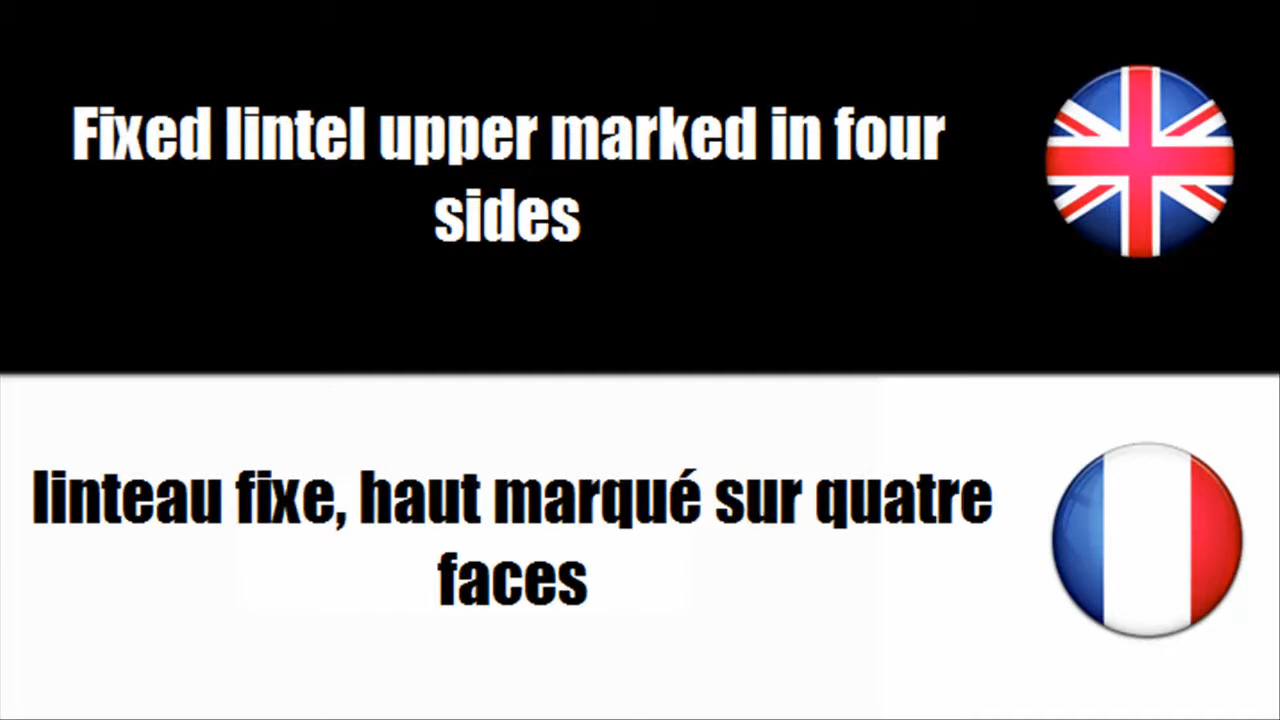 Fixed lintel upper marked in four
sides
linteau fixe, haut marqué sur quatre
faces